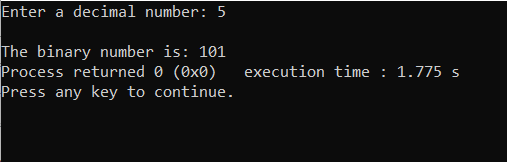 Enter a decimal number: 5
The binary number is: 101
Process returned 0 (0x0)   execution time : 1.775 s
Press any key to continue.